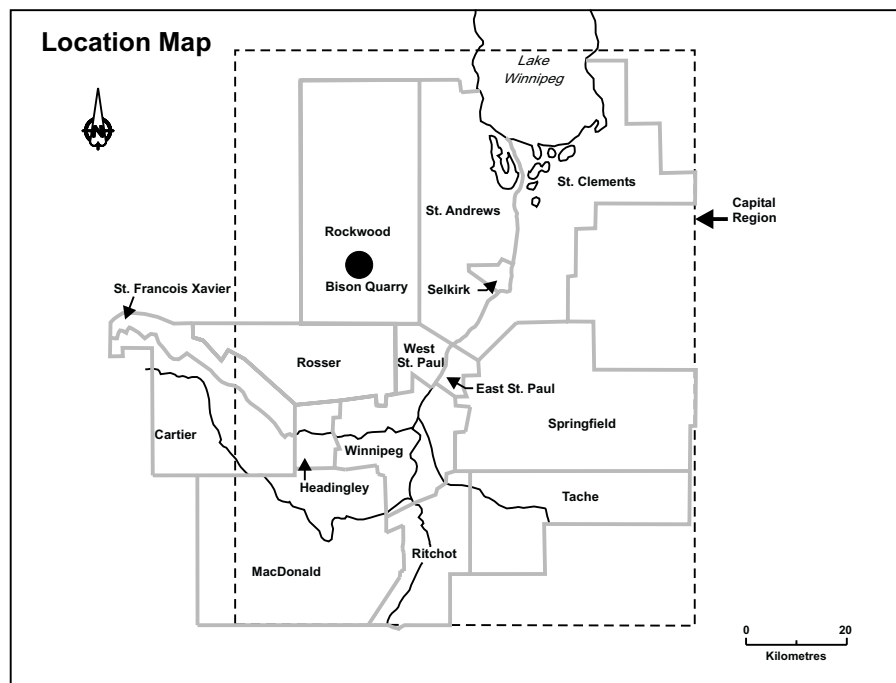 Location Map
Lake
Winnipeg
N
St. Clements
Capital
Region
St. Andrews
Rockwood
Bison Quarry
St. Francois Xavier
Selkirk
West
St. Paul
Rosser
East St. Paul
Springfield
Cartier
Winnipeg
Headingley
Tache
Ritchot
MacDonald
0 20
Kilometres